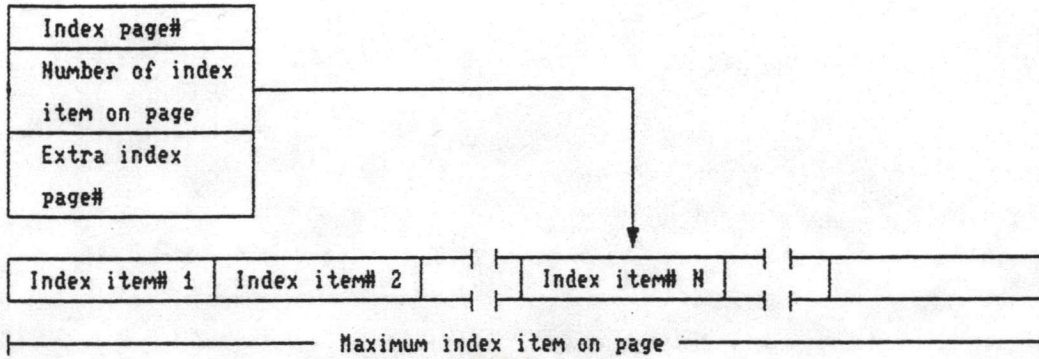 Index page#
Number of index
item on page
Extra index
page#
Index item# 1 Index item# 2 Index item# N
Maximum index item on page